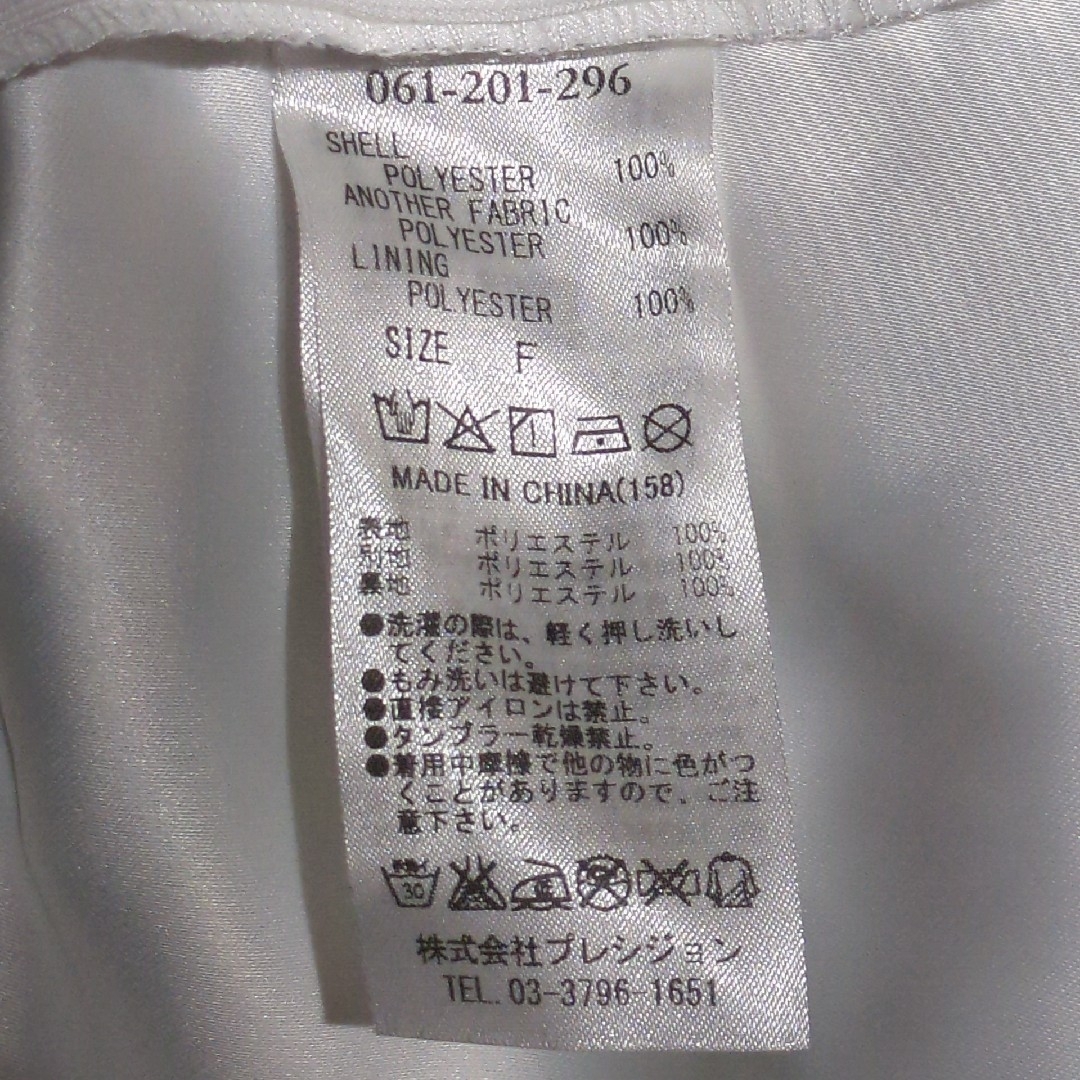 061-201-296
SHELL
POLYESTER 100%
ANOTHER FABRIC
POLYESTER 100%
LINING
POLYESTER 100%
SIZE F
MADE IN CHINA(158)
表地 ポリエステル 100%
別地 ポリエステル 100%
裏地 ポリエステル 100%
●洗濯の際は、軽く押し洗いし
てください。
●もみ洗いは避けて下さい。
●直接アイロンは禁止。
●タンブラー乾燥禁止。
●着用中摩擦で他の物に色がつ
くことがありますので、ご注
意下さい。
30
株式会社プレシジョン
TEL. 03-3796-1651